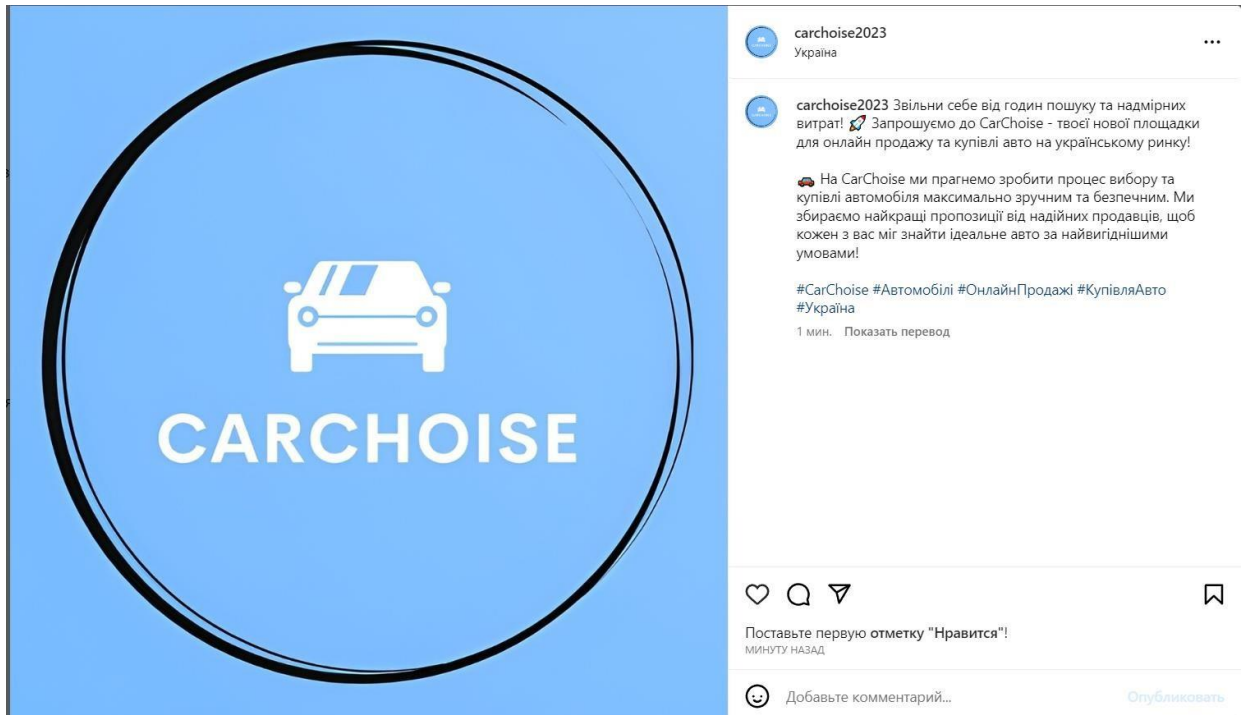 CARCHOISE
carchoise2023
Україна
carchoise2023 Звільни себе від годин пошуку та надмірних
витрат! 🚀 Запрошуємо до CarChoise - твоєї нової площадки
для онлайн продажу та купівлі авто на українському ринку!
🚗 На CarChoise ми прагнемо зробити процес вибору та
купівлі автомобіля максимально зручним та безпечним. Ми
збираємо найкращі пропозиції від надійних продавців, щоб
кожен з вас міг знайти ідеальне авто за найвигіднішими
умовами!
#CarChoise #Автомобілі #ОнлайнПродажі #КупівляАвто
#Україна
1 мин. Показать перевод
Поставьте первую отметку "Нравится"!
МИНУТУ НАЗАД
Добавьте комментарий... Опубликовать